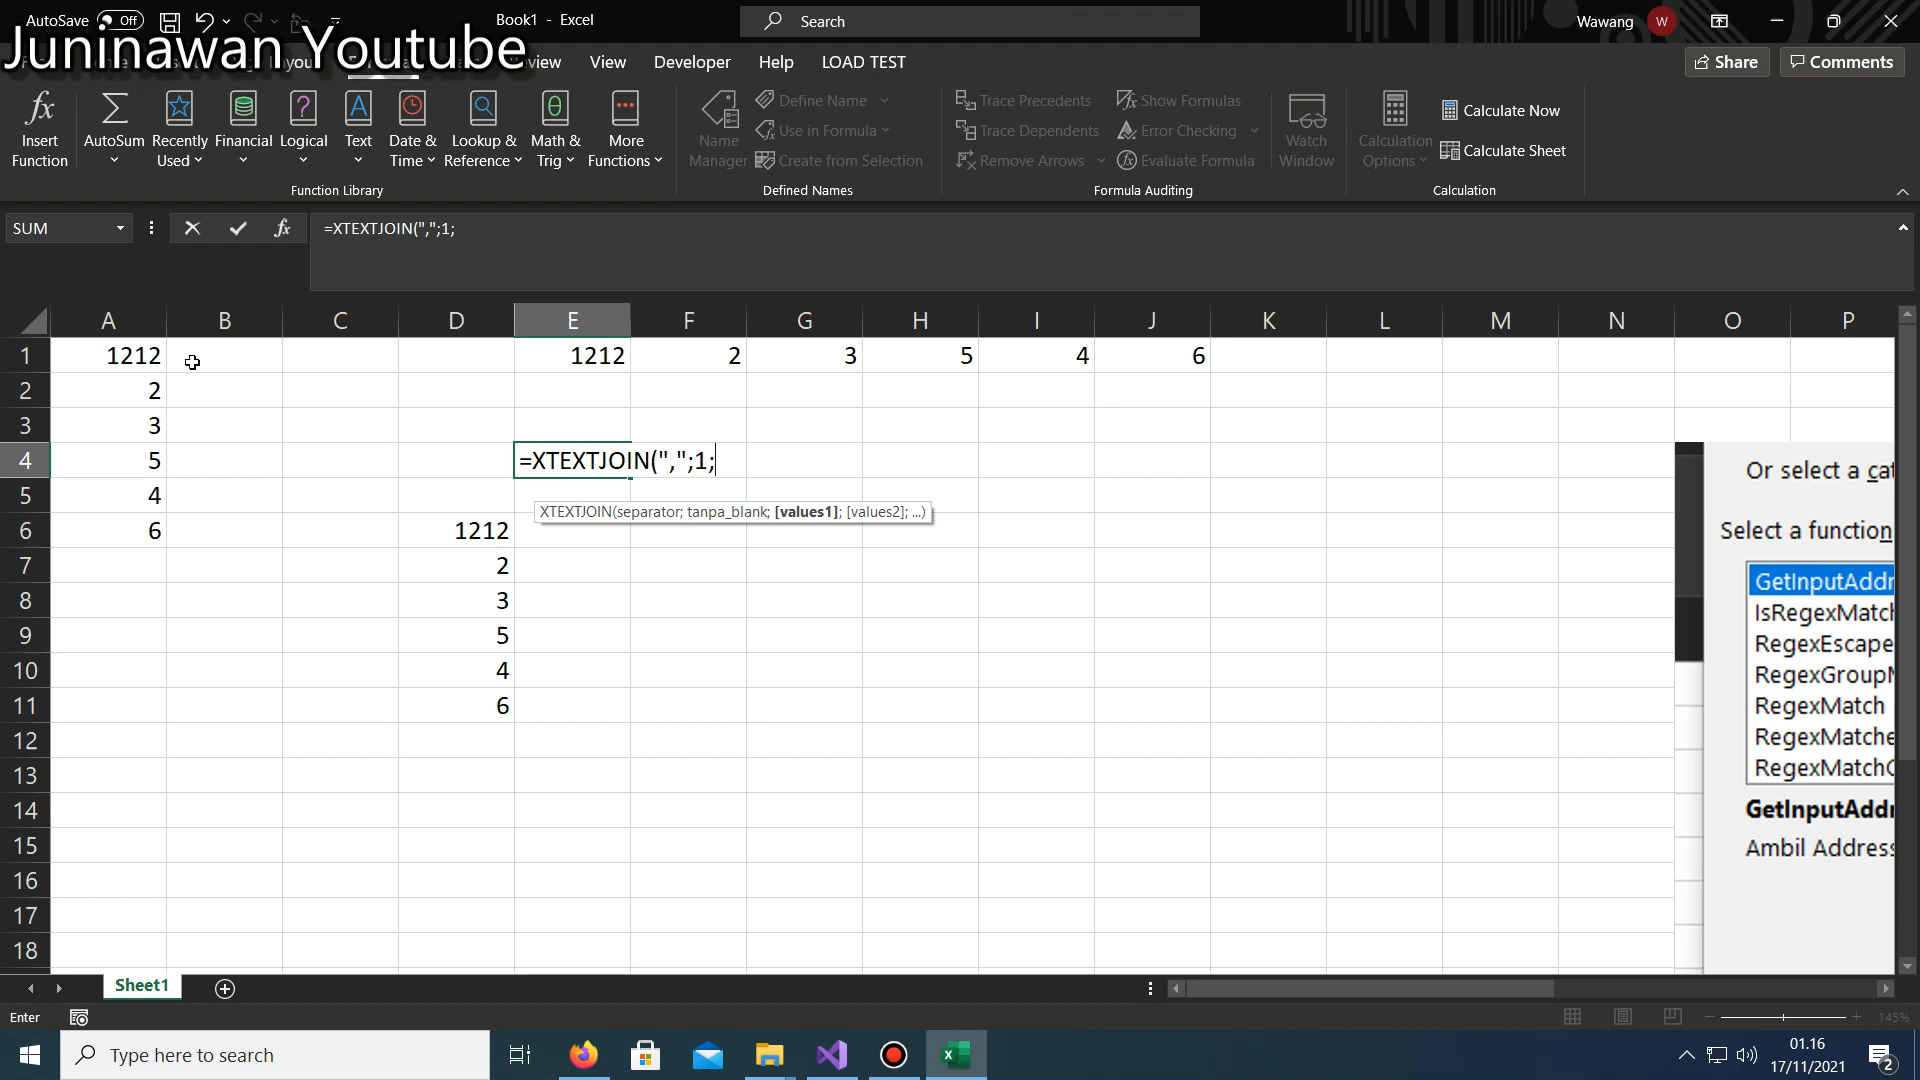 AutoSave Off
Book1 - Excel
Search
Wawang W
Juninawan Youtube
View Developer Help LOAD TEST
Share Comments
Insert Function
AutoSum
Recently Used
Financial
Logical
Text
Date & Time
Lookup & Reference
Math & Trig
More Functions
Function Library
Name Manager
Define Name
Use in Formula
Create from Selection
Defined Names
Trace Precedents
Trace Dependents
Remove Arrows
Show Formulas
Error Checking
Evaluate Formula
Formula Auditing
Watch Window
Calculation Options
Calculate Now
Calculate Sheet
Calculation
SUM
fx
=XTEXTJOIN(",";1;
A B C D E F G H I J K L M N O P
1 1212 1212 2 3 5 4 6
2 2
3 3
4 5 =XTEXTJOIN(",";1;
5 4
XTEXTJOIN(separator; tanpa_blank; [values1]; [values2]; ...)
6 6 1212
7 2
8 3
9 5
10 4
11 6
12
13
14
15
16
17
18
Or select a cat
Select a function
GetInputAddr
IsRegexMatch
RegexEscape
RegexGroupM
RegexMatch
RegexMatche
RegexMatchC
GetInputAddr
Ambil Address
Sheet1
Enter
145%
Type here to search
01.16
17/11/2021
2